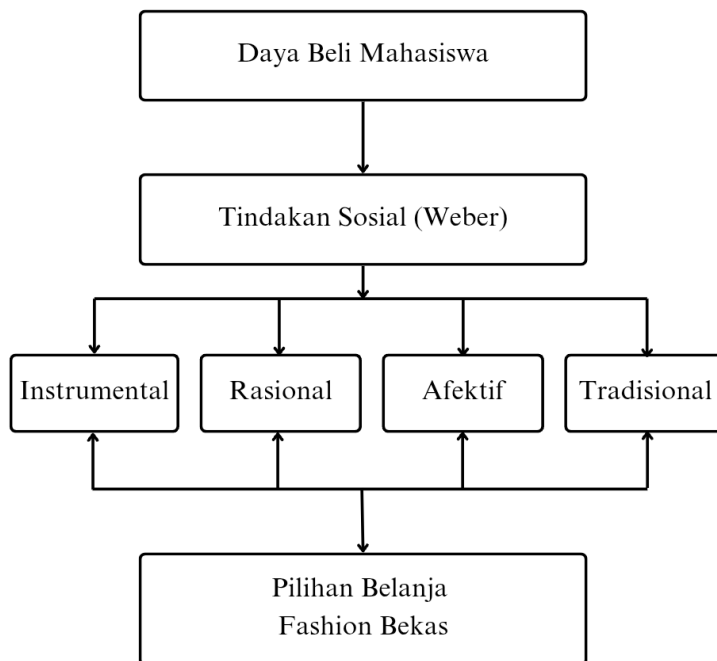 Daya Beli Mahasiswa
Tindakan Sosial (Weber)
Instrumental
Rasional
Afektif
Tradisional
Pilihan Belanja
Fashion Bekas